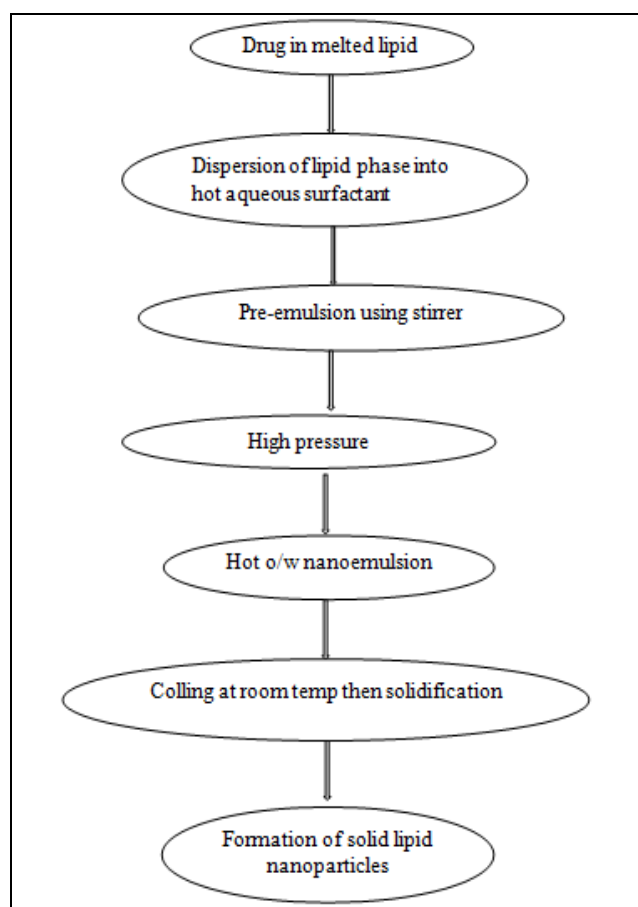 Drug in melted lipid
Dispersion of lipid phase into
hot aqueous surfactant
Pre-emulsion using stirrer
High pressure
Hot o/w nanoemulsion
Colling at room temp then solidification
Formation of solid lipid
nanoparticles